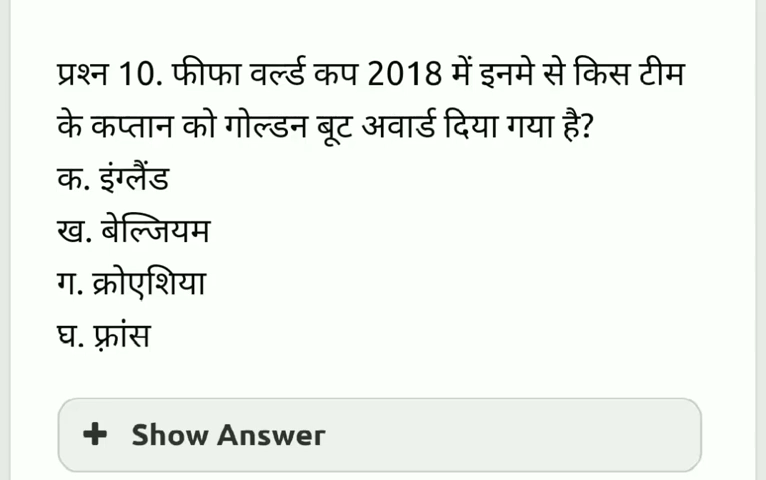 प्रश्न 10. फीफा वर्ल्ड कप 2018 में इनमे से किस टीम
के कप्तान को गोल्डन बूट अवार्ड दिया गया है?
क. इंग्लैंड
ख. बेल्जियम
ग. क्रोएशिया
घ. फ़्रांस
+ Show Answer